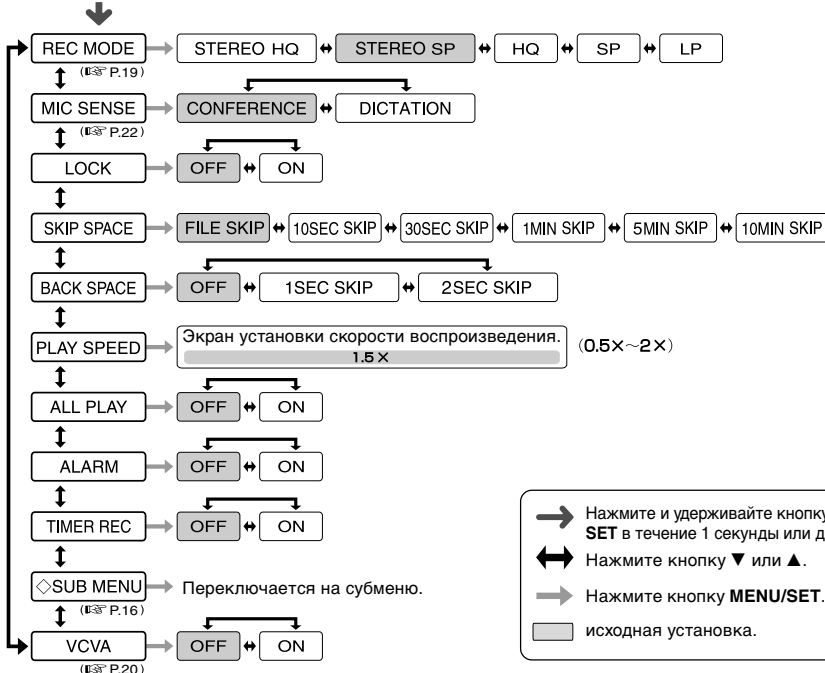 REC MODE STEREO HQ STEREO SP HQ SP LP
(☞ P.19)
MIC SENSE CONFERENCE DICTATION
(☞ P.22)
LOCK OFF ON
SKIP SPACE FILE SKIP 10SEC SKIP 30SEC SKIP 1MIN SKIP 5MIN SKIP 10MIN SKIP
BACK SPACE OFF 1SEC SKIP 2SEC SKIP
PLAY SPEED Экран установки скорости воспроизведения. (0.5×~2×)
1.5 ×
ALL PLAY OFF ON
ALARM OFF ON
TIMER REC OFF ON
◇SUB MENU Переключается на субменю.
(☞ P.16)
VCVA OFF ON
(☞ P.20)
Нажмите и удерживайте кнопку
SET в течение 1 секунды или
Нажмите кнопку ▼ или ▲.
Нажмите кнопку MENU/SET.
исходная установка.